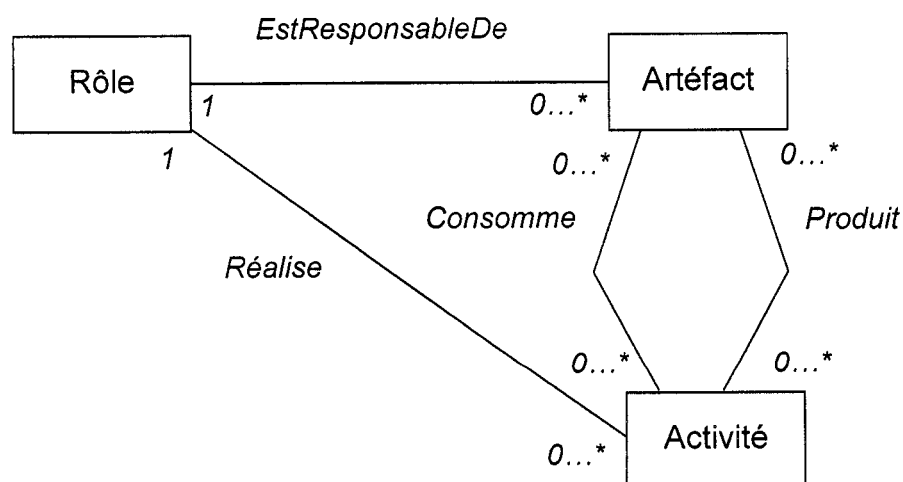 EstResponsableDe
Rôle
Artéfact
1
0...*
1
0...*
0...*
Consomme
Produit
Réalise
0...*
0...*
Activité
0...*